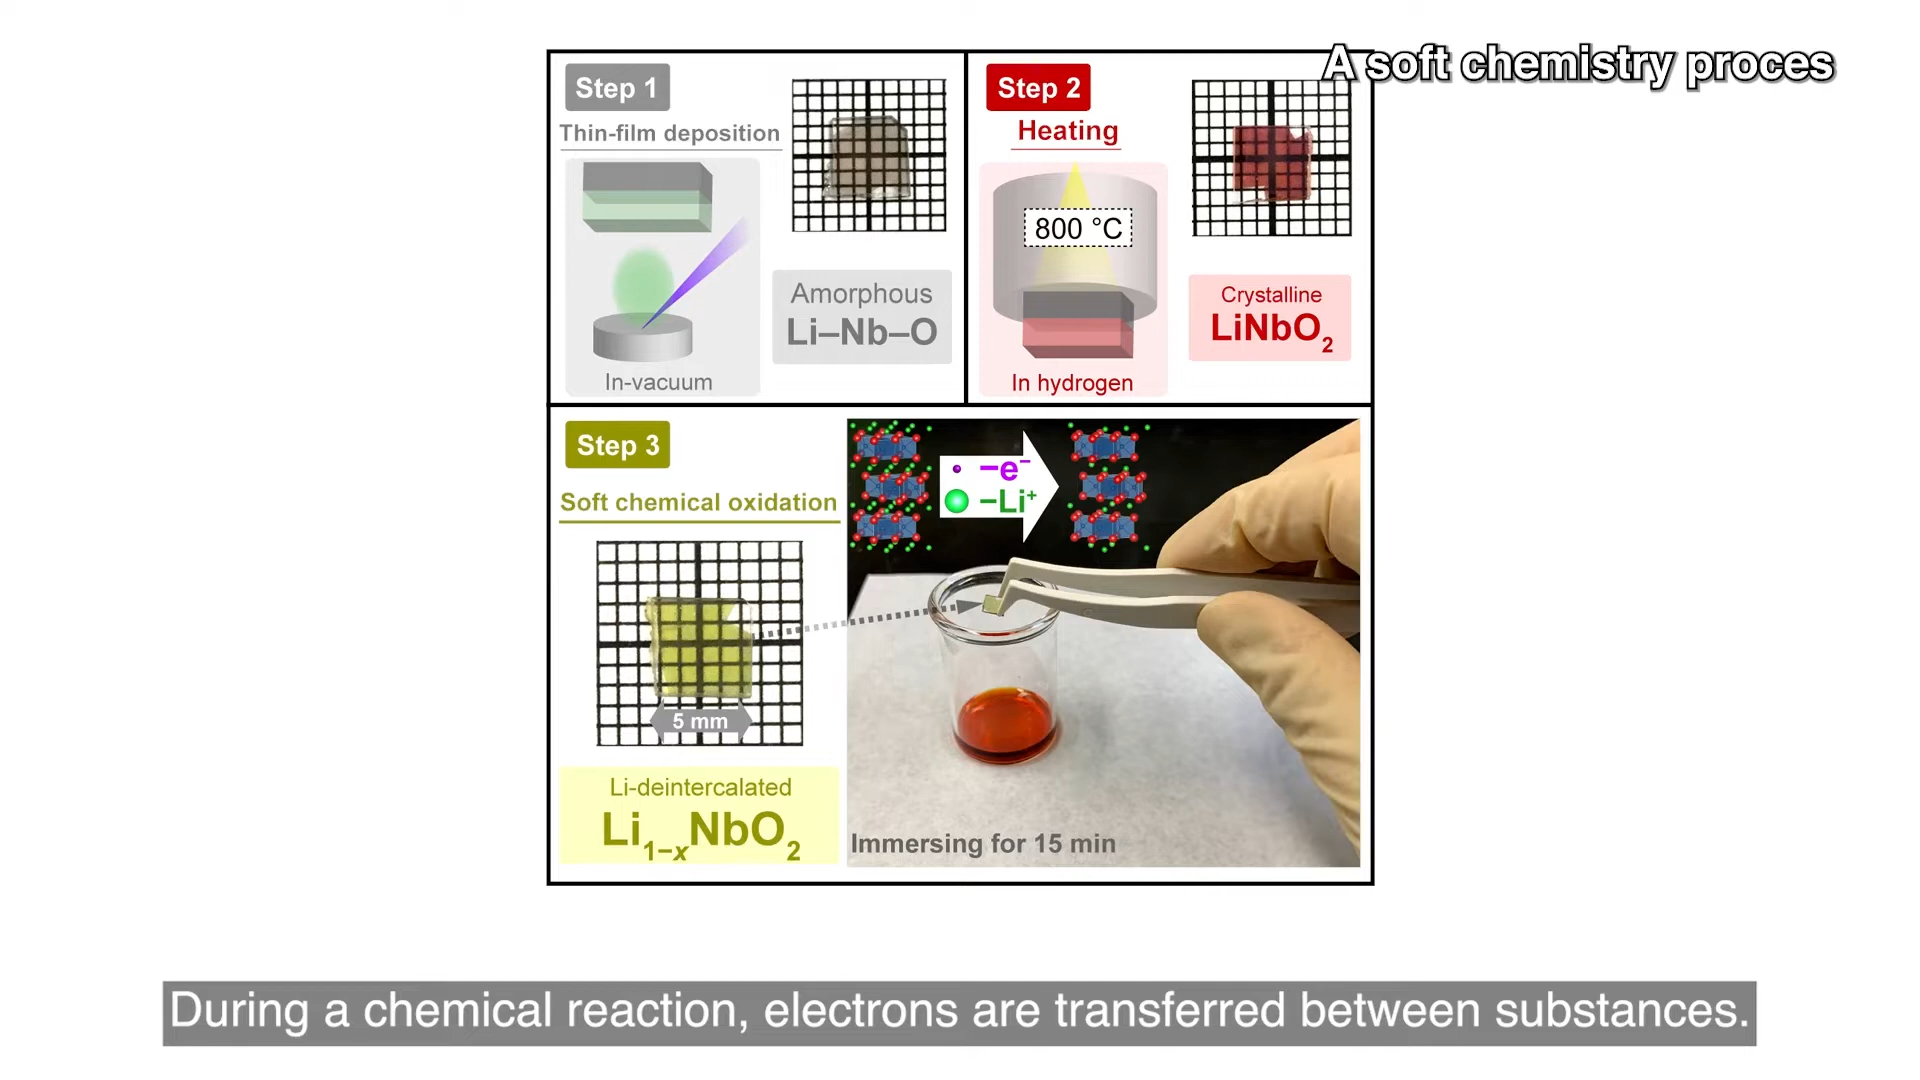 A soft chemistry proces
Step 1
Thin-film deposition
Amorphous
Li–Nb–O
In-vacuum
Step 2
Heating
800 °C
Crystalline
LiNbO2
In hydrogen
Step 3
Soft chemical oxidation
5 mm
Li-deintercalated
Li1−xNbO2
−e−
−Li+
Immersing for 15 min
During a chemical reaction, electrons are transferred between substances.